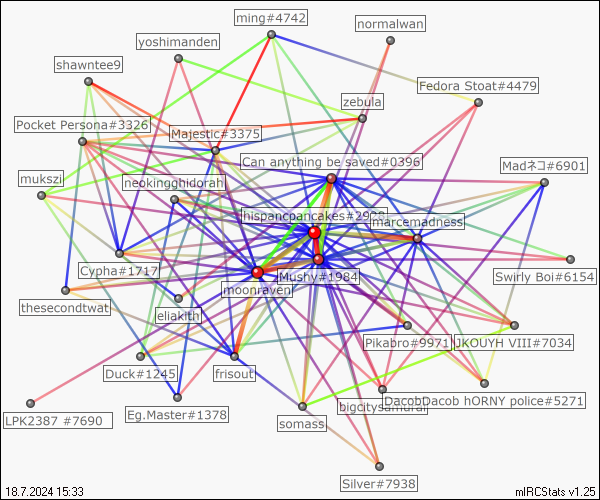 ming#4742
normalwan
yoshimanden
shawntee9
Fedora Stoat#4479
zebula
Pocket Persona#3326
Majestic#3375
Can anything be saved#0396
Madネコ#6901
mukszi
neokingghidorah
hispancpancakes#2928
marcemadness
Cypha#1717
Mushy#1984
Swirly Boi#6154
moonraven
thesecondtwat
eliakith
Pikabro#9971
JKOUYH VIII#7034
Duck#1245
frisout
LPK2387 #7690
Eg.Master#1378
bigcitysamurai
DacobDacob hORNY police#5271
somass
Silver#7938
18.7.2024 15:33
mIRCStats v1.25